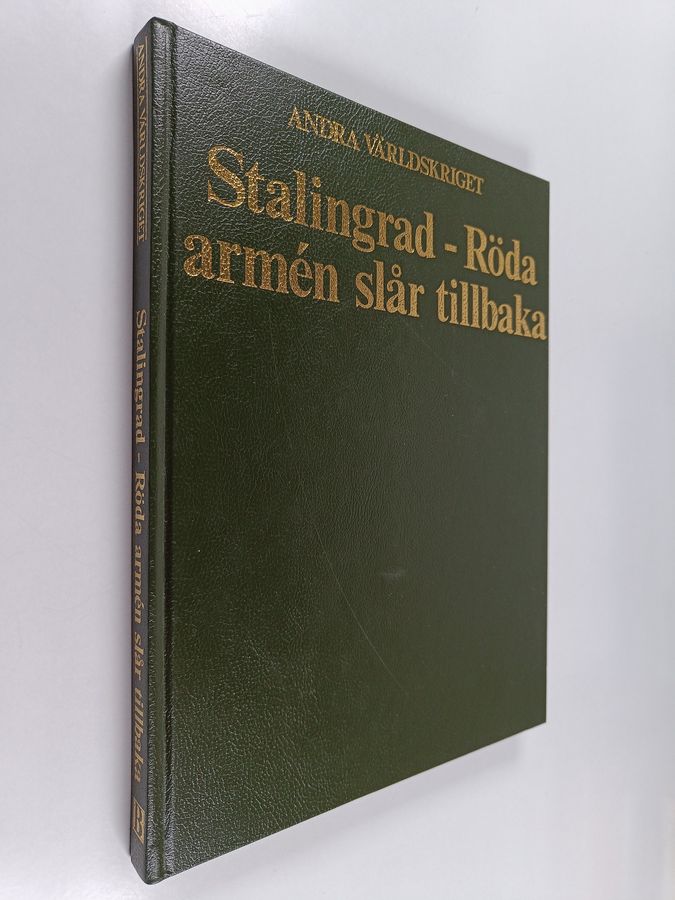 ANDRA VÄRLDSKRIGET
Stalingrad - Röda
armén slår tillbaka
ANDRA VÄRLDSKRIGET
Stalingrad - Röda armén slår tillbaka